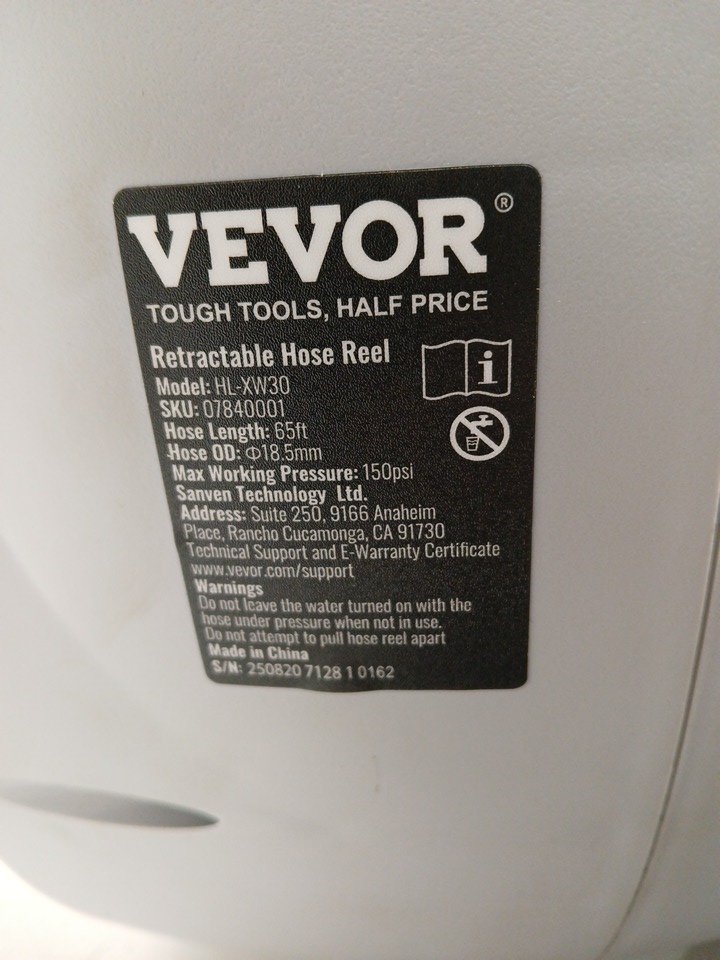 VEVOR®
TOUGH TOOLS, HALF PRICE
Retractable Hose Reel
Model: HL-XW30
SKU: 07840001
Hose Length: 65ft
Hose OD: Φ18.5mm
Max Working Pressure: 150psi
Sanven Technology Ltd.
Address: Suite 250, 9166 Anaheim
Place, Rancho Cucamonga, CA 91730
Technical Support and E-Warranty Certificate
www.vevor.com/support
Warnings
Do not leave the water turned on with the
hose under pressure when not in use.
Do not attempt to pull hose reel apart
Made in China
S/N: 250820 7128 1 0162